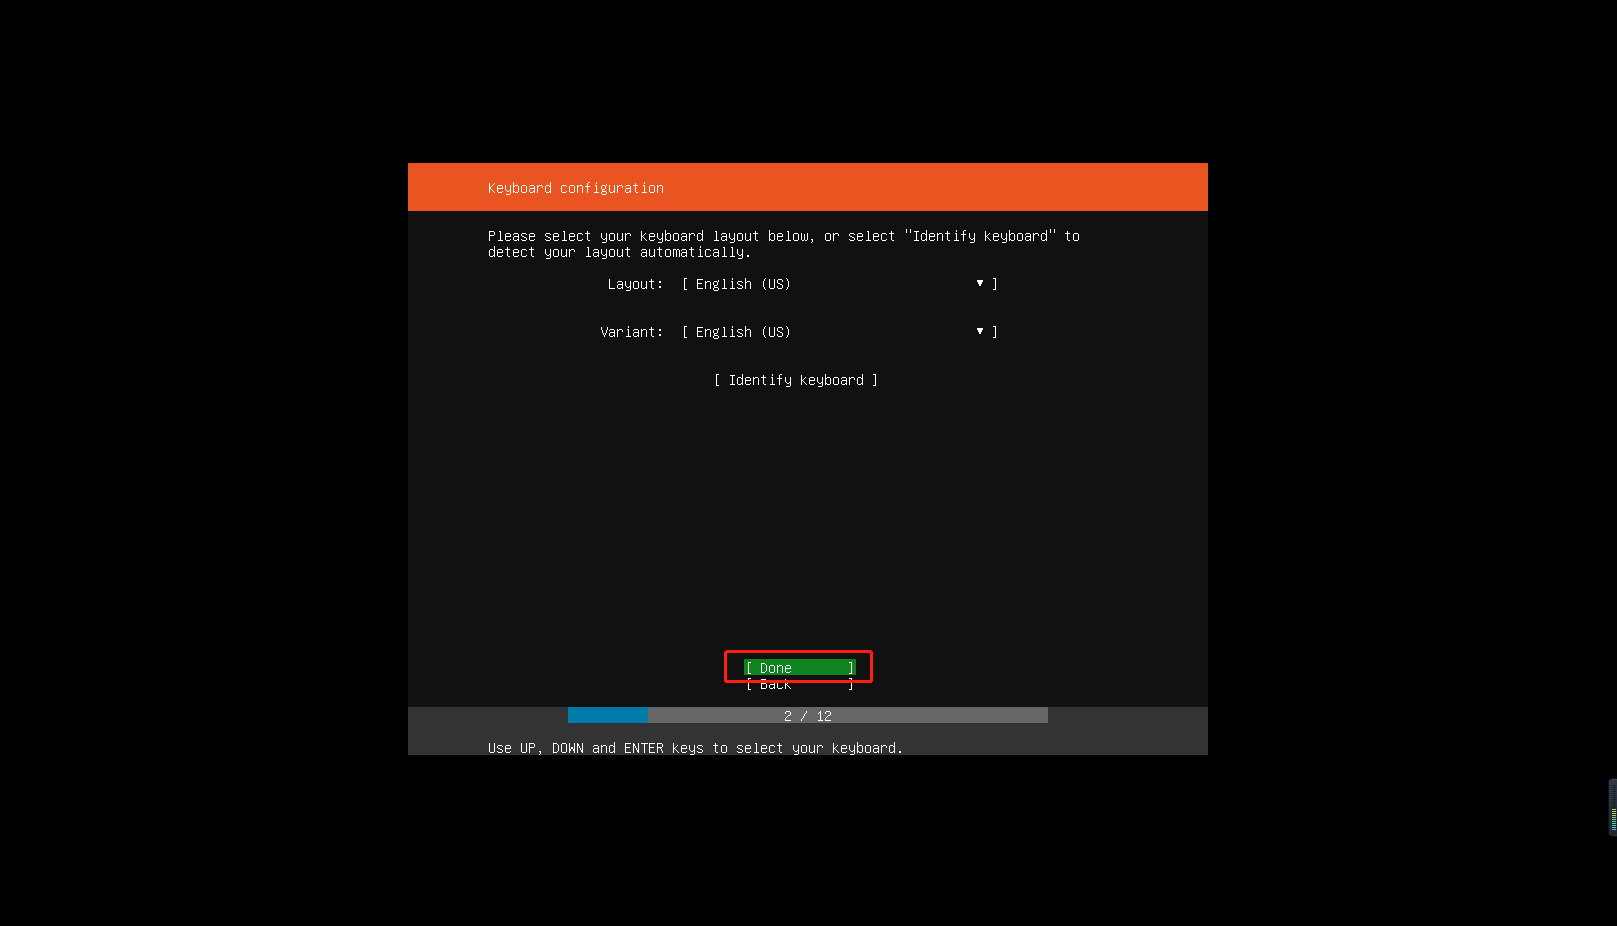 Keyboard configuration
Please select your keyboard layout below, or select "Identify keyboard" to
detect your layout automatically.
Layout: [ English (US) ▼ ]
Variant: [ English (US) ▼ ]
[ Identify keyboard ]
[ Done ]
[ Back ]
2 / 12
Use UP, DOWN and ENTER keys to select your keyboard.